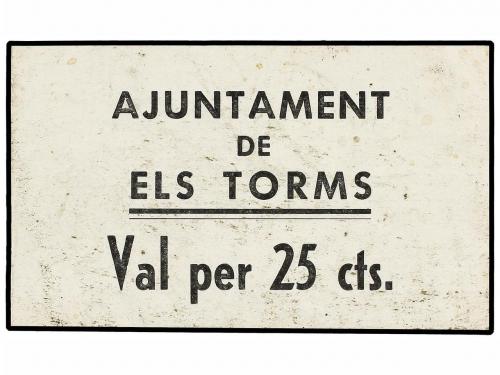 AJUNTAMENT
DE
ELS TORMS
Val per 25 cts.